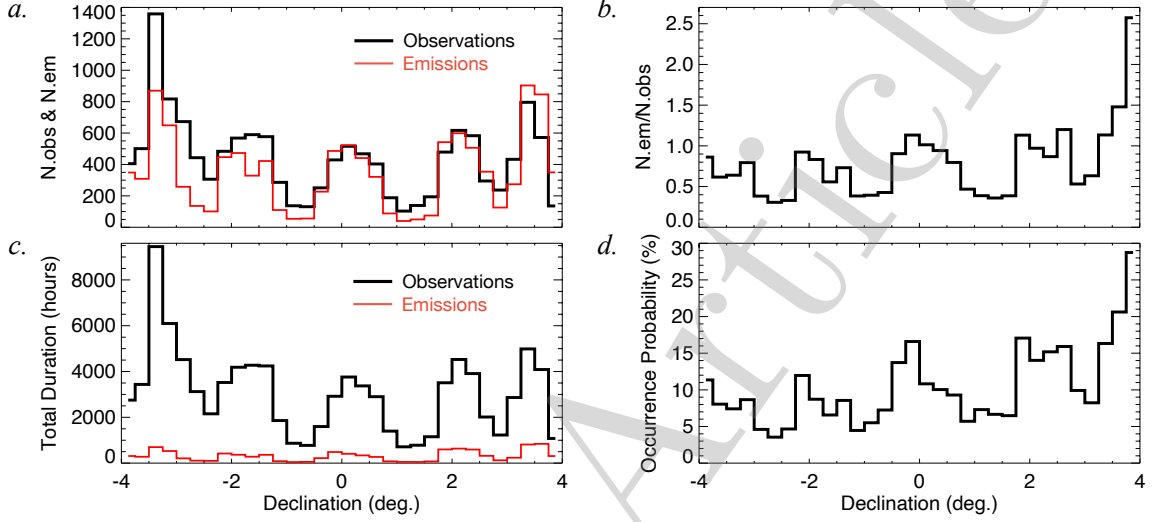 a.
1400
1200
1000
800
600
400
200
0
N.obs & N.em
Observations
Emissions
b.
2.5
2.0
1.5
1.0
0.5
0.0
N.em/N.obs
c.
8000
6000
4000
2000
0
Total Duration (hours)
Observations
Emissions
-4 -2 0 2 4
Declination (deg.)
d.
30
25
20
15
10
5
0
Occurrence Probability (%)
-4 -2 0 2 4
Declination (deg.)
Article